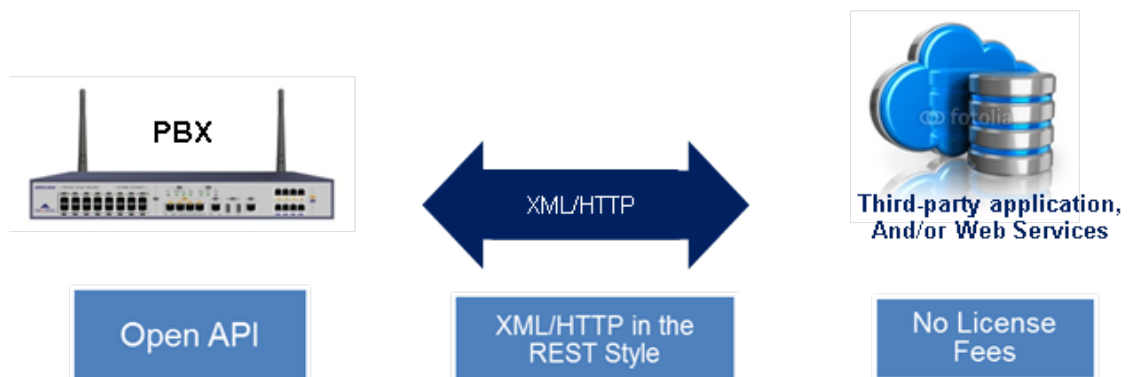 PBX
XML/HTTP
fotolia
Third-party application,
And/or Web Services
Open API
XML/HTTP in the
REST Style
No License
Fees